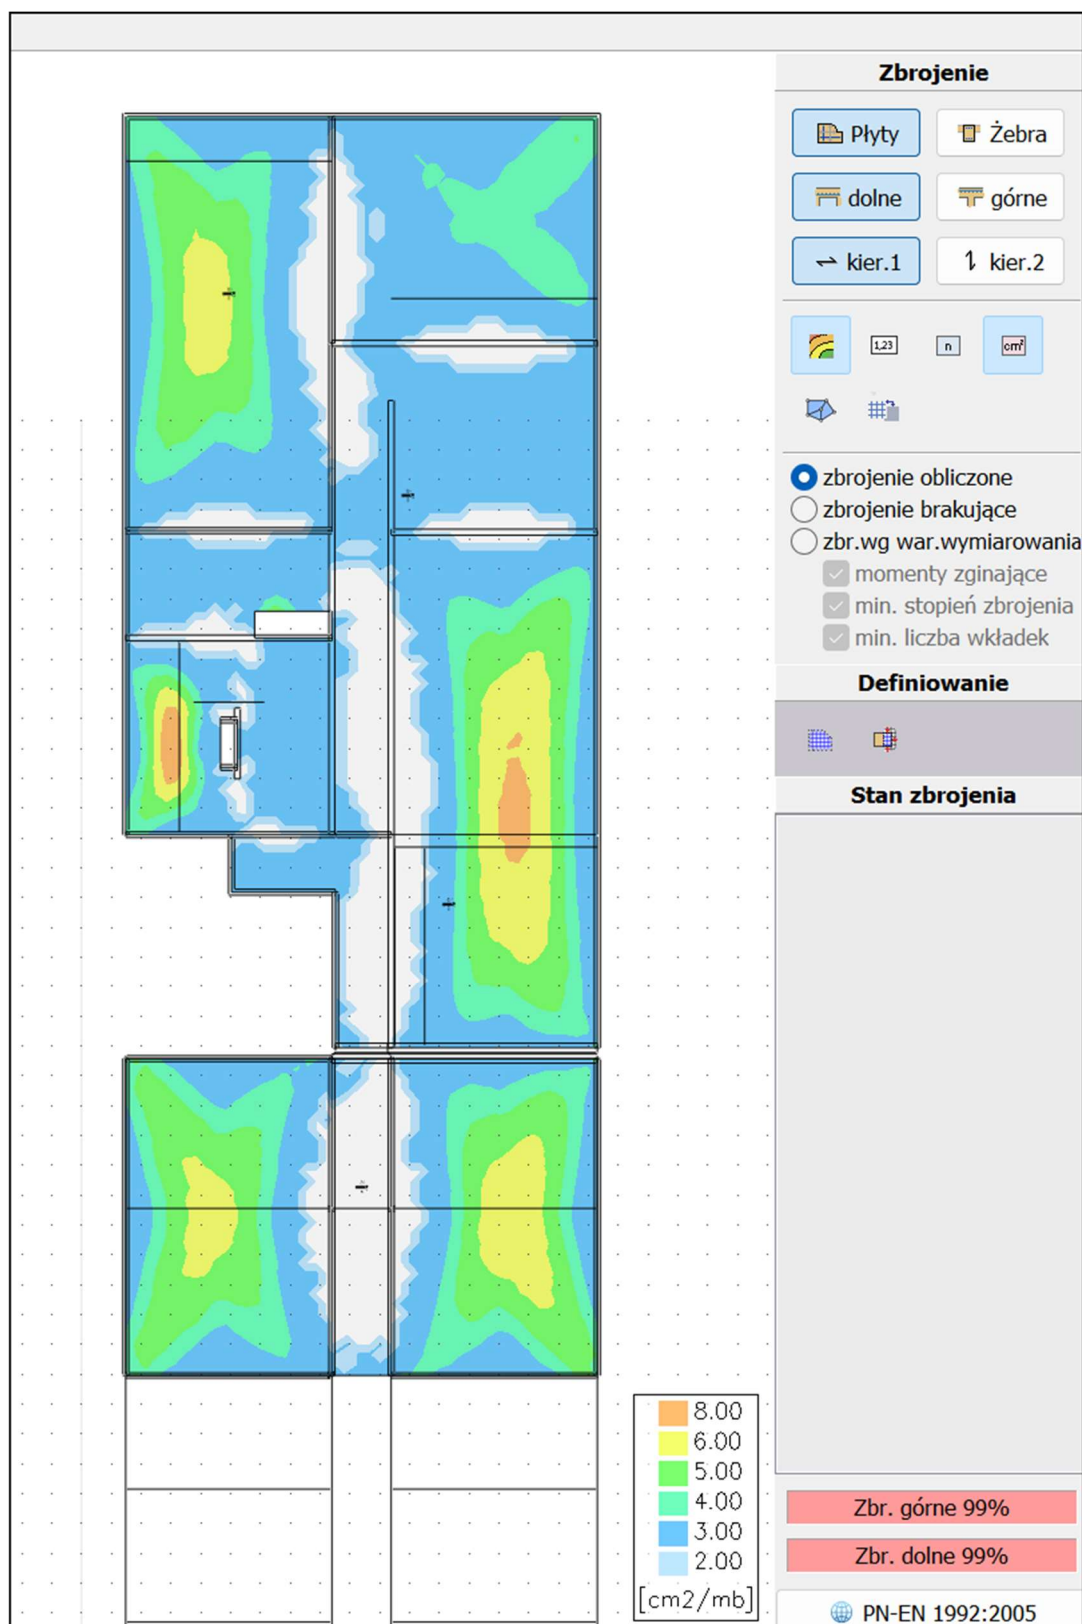 Zbrojenie
Płyty
Żebra
dolne
górne
kier.1
kier.2
1,23
n
cm²
zbrojenie obliczone
zbrojenie brakujące
zbr.wg war.wymiarowania
momenty zginające
min. stopień zbrojenia
min. liczba wkładek
Definiowanie
Stan zbrojenia
8.00
6.00
5.00
4.00
3.00
2.00
[cm2/mb]
Zbr. górne 99%
Zbr. dolne 99%
PN-EN 1992:2005